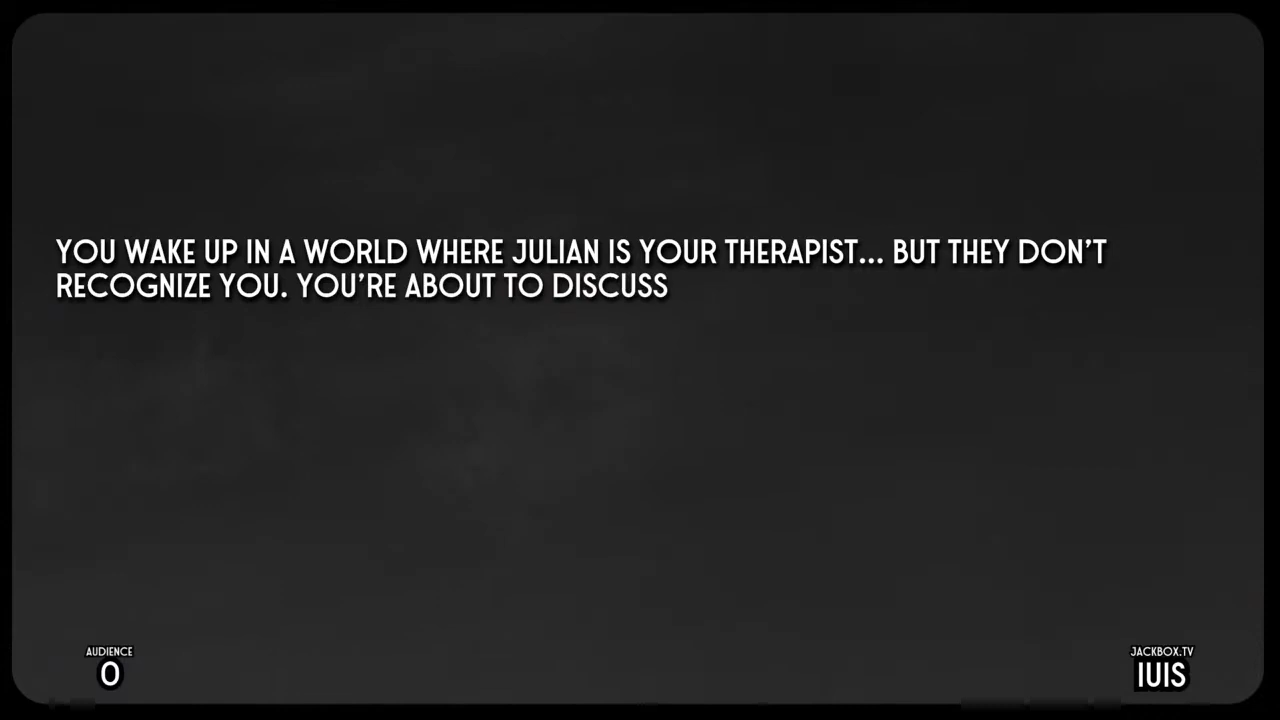 YOU WAKE UP IN A WORLD WHERE JULIAN IS YOUR THERAPIST... BUT THEY DON'T
RECOGNIZE YOU. YOU'RE ABOUT TO DISCUSS
AUDIENCE
0
JACKBOX.TV
IUIS